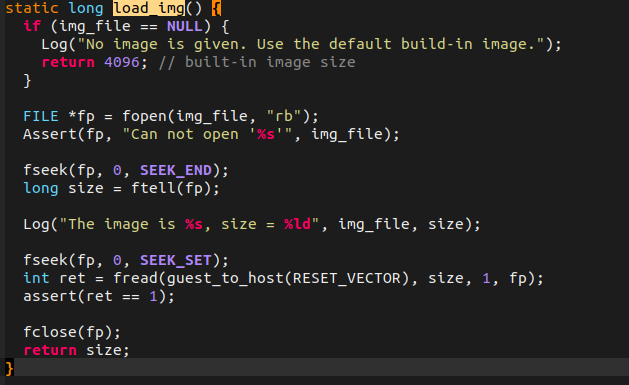 static long load_img() {
  if (img_file == NULL) {
    Log("No image is given. Use the default build-in image.");
    return 4096; // built-in image size
  }
  FILE *fp = fopen(img_file, "rb");
  Assert(fp, "Can not open '%s'", img_file);
  fseek(fp, 0, SEEK_END);
  long size = ftell(fp);
  Log("The image is %s, size = %ld", img_file, size);
  fseek(fp, 0, SEEK_SET);
  int ret = fread(guest_to_host(RESET_VECTOR), size, 1, fp);
  assert(ret == 1);
  fclose(fp);
  return size;
}